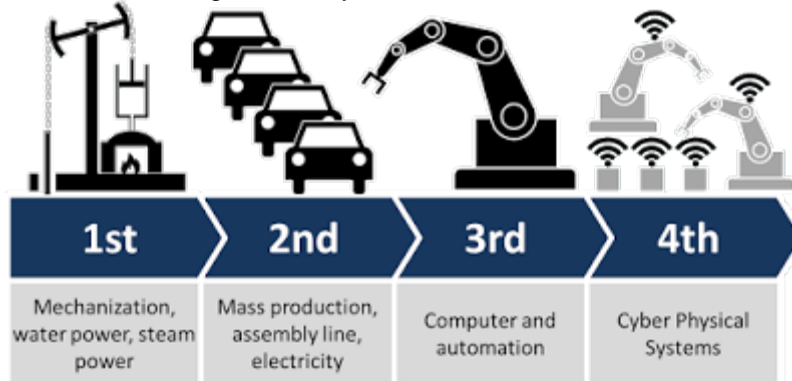 1st
2nd
3rd
4th
Mechanization,
water power, steam
power
Mass production,
assembly line,
electricity
Computer and
automation
Cyber Physical
Systems